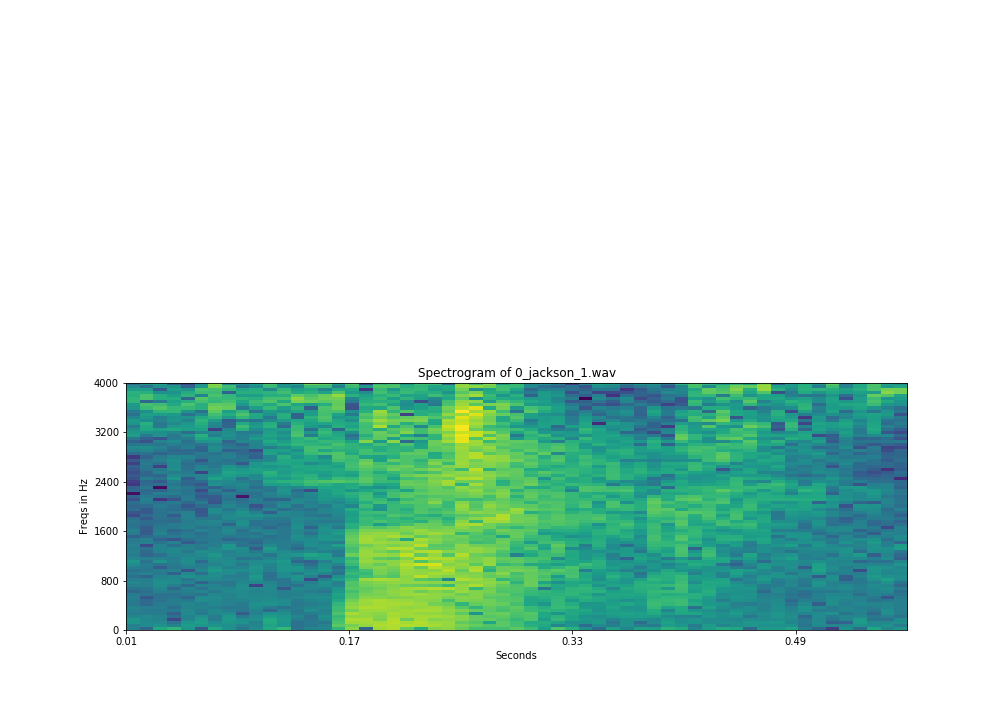 Spectrogram of 0_jackson_1.wav
4000
3200
2400
1600
800
0
Freqs in Hz
0.01 0.17 0.33 0.49
Seconds